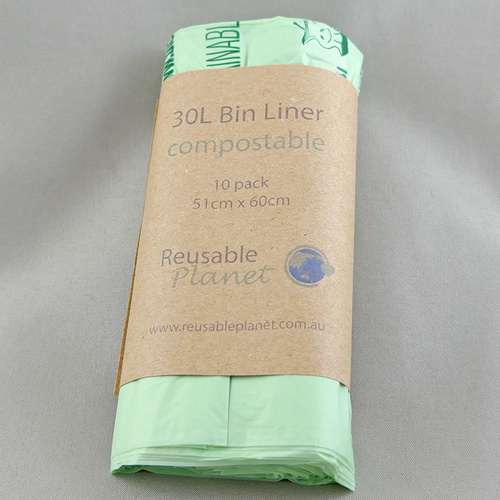 30L Bin Liner
compostable
10 pack
51cm x 60cm
Reusable
Planet
www.reusableplanet.com.au